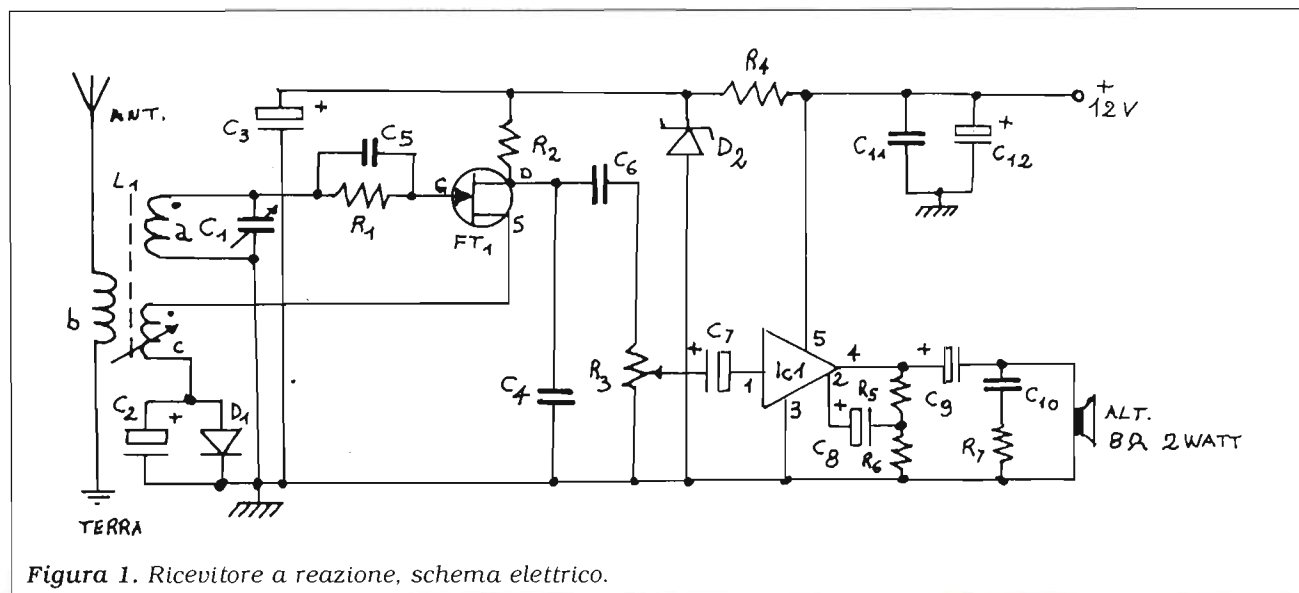 ANT.
L1
a
b
c
C1
C2
+
D1
TERRA
C3
+
C5
R1
G
D
S
FT1
R2
C6
C4
R3
D2
R4
+
C7
1
Ic1
5
4
2
3
+
C8
R5
R6
+
C9
C10
R7
C11
+
C12
+
12V
ALT.
8Ω 2WATT
Figura 1. Ricevitore a reazione, schema elettrico.